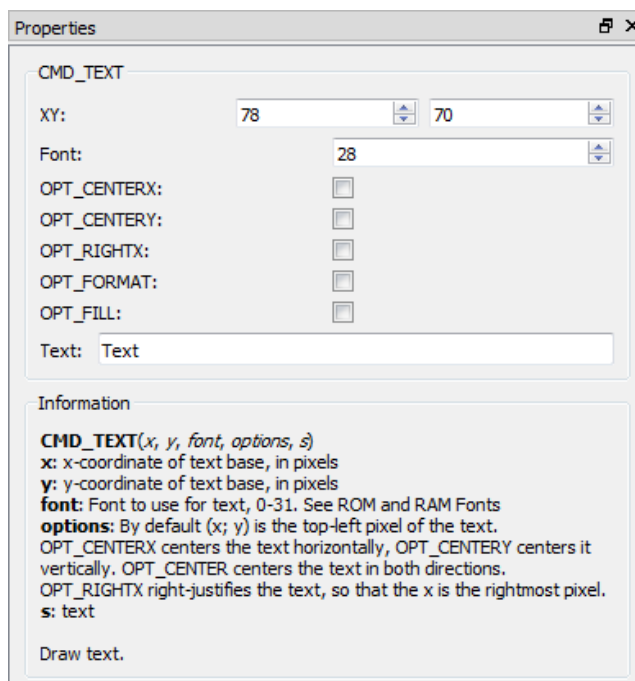 Properties
CMD_TEXT
XY: 78 70
Font: 28
OPT_CENTERX:
OPT_CENTERY:
OPT_RIGHTX:
OPT_FORMAT:
OPT_FILL:
Text: Text
Information
CMD_TEXT(x, y, font, options, s)
x: x-coordinate of text base, in pixels
y: y-coordinate of text base, in pixels
font: Font to use for text, 0-31. See ROM and RAM Fonts
options: By default (x; y) is the top-left pixel of the text.
OPT_CENTERX centers the text horizontally, OPT_CENTERY centers it
vertically. OPT_CENTER centers the text in both directions.
OPT_RIGHTX right-justifies the text, so that the x is the rightmost pixel.
s: text
Draw text.